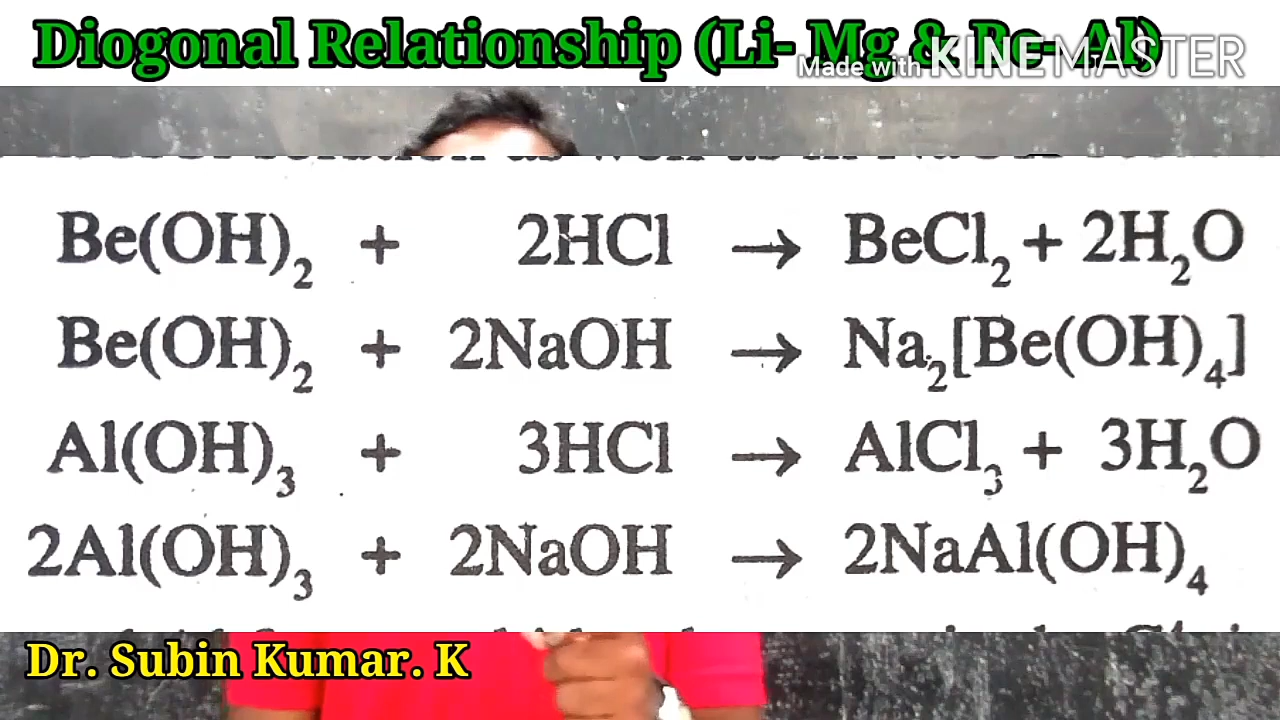 Diogonal Relationship (Li- Mg & Be- Al)
Made with KINEMASTER
Be(OH)₂ + 2HCl → BeCl₂ + 2H₂O
Be(OH)₂ + 2NaOH → Na₂[Be(OH)₄]
Al(OH)₃ + 3HCl → AlCl₃ + 3H₂O
2Al(OH)₃ + 2NaOH → 2NaAl(OH)₄
Dr. Subin Kumar. K